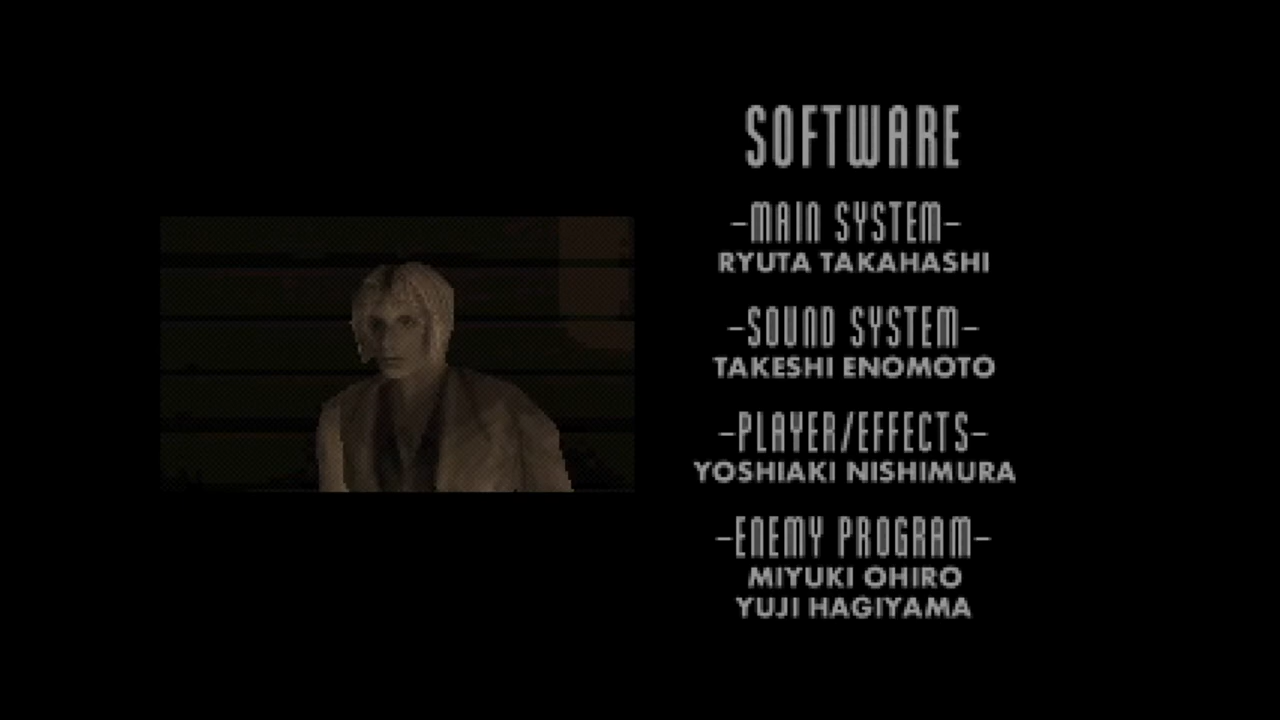 SOFTWARE
-MAIN SYSTEM-
RYUTA TAKAHASHI
-SOUND SYSTEM-
TAKESHI ENOMOTO
-PLAYER/EFFECTS-
YOSHIAKI NISHIMURA
-ENEMY PROGRAM-
MIYUKI OHIRO
YUJI HAGIYAMA